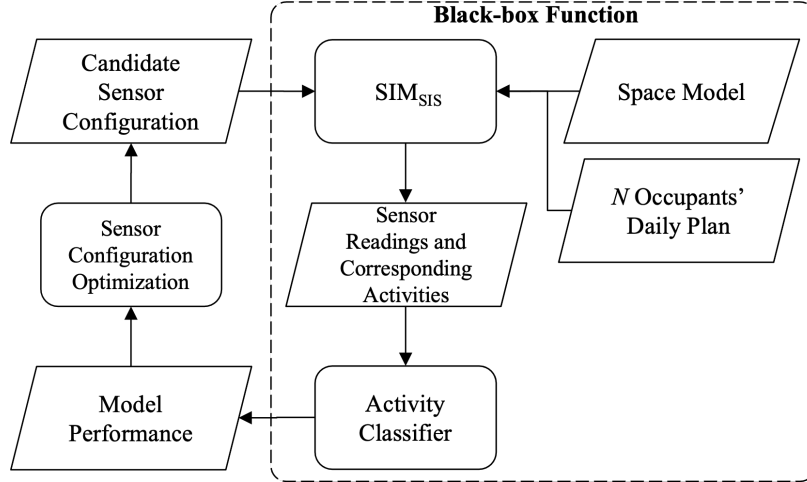 Black-box Function
Candidate
Sensor
Configuration
SIM_SIS
Space Model
N Occupants’
Daily Plan
Sensor
Configuration
Optimization
Sensor
Readings and
Corresponding
Activities
Model
Performance
Activity
Classifier